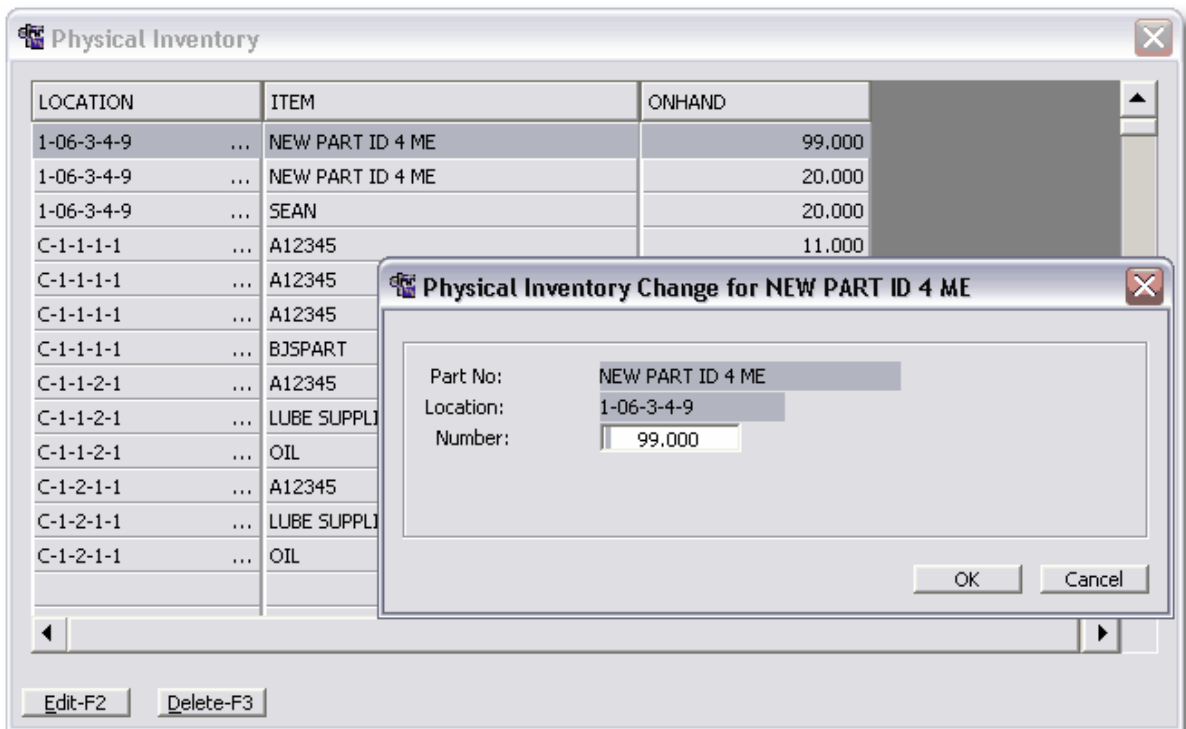 Physical Inventory
LOCATION ITEM ONHAND
1-06-3-4-9 ... NEW PART ID 4 ME 99.000
1-06-3-4-9 ... NEW PART ID 4 ME 20.000
1-06-3-4-9 ... SEAN 20.000
C-1-1-1-1 ... A12345 11.000
C-1-1-1-1 ... A12345
C-1-1-1-1 ... A12345
C-1-1-1-1 ... BJSPART
C-1-1-2-1 ... A12345
C-1-1-2-1 ... LUBE SUPPLI
C-1-1-2-1 ... OIL
C-1-2-1-1 ... A12345
C-1-2-1-1 ... LUBE SUPPLI
C-1-2-1-1 ... OIL
Physical Inventory Change for NEW PART ID 4 ME
Part No: NEW PART ID 4 ME
Location: 1-06-3-4-9
Number: 99.000
OK Cancel
Edit-F2 Delete-F3